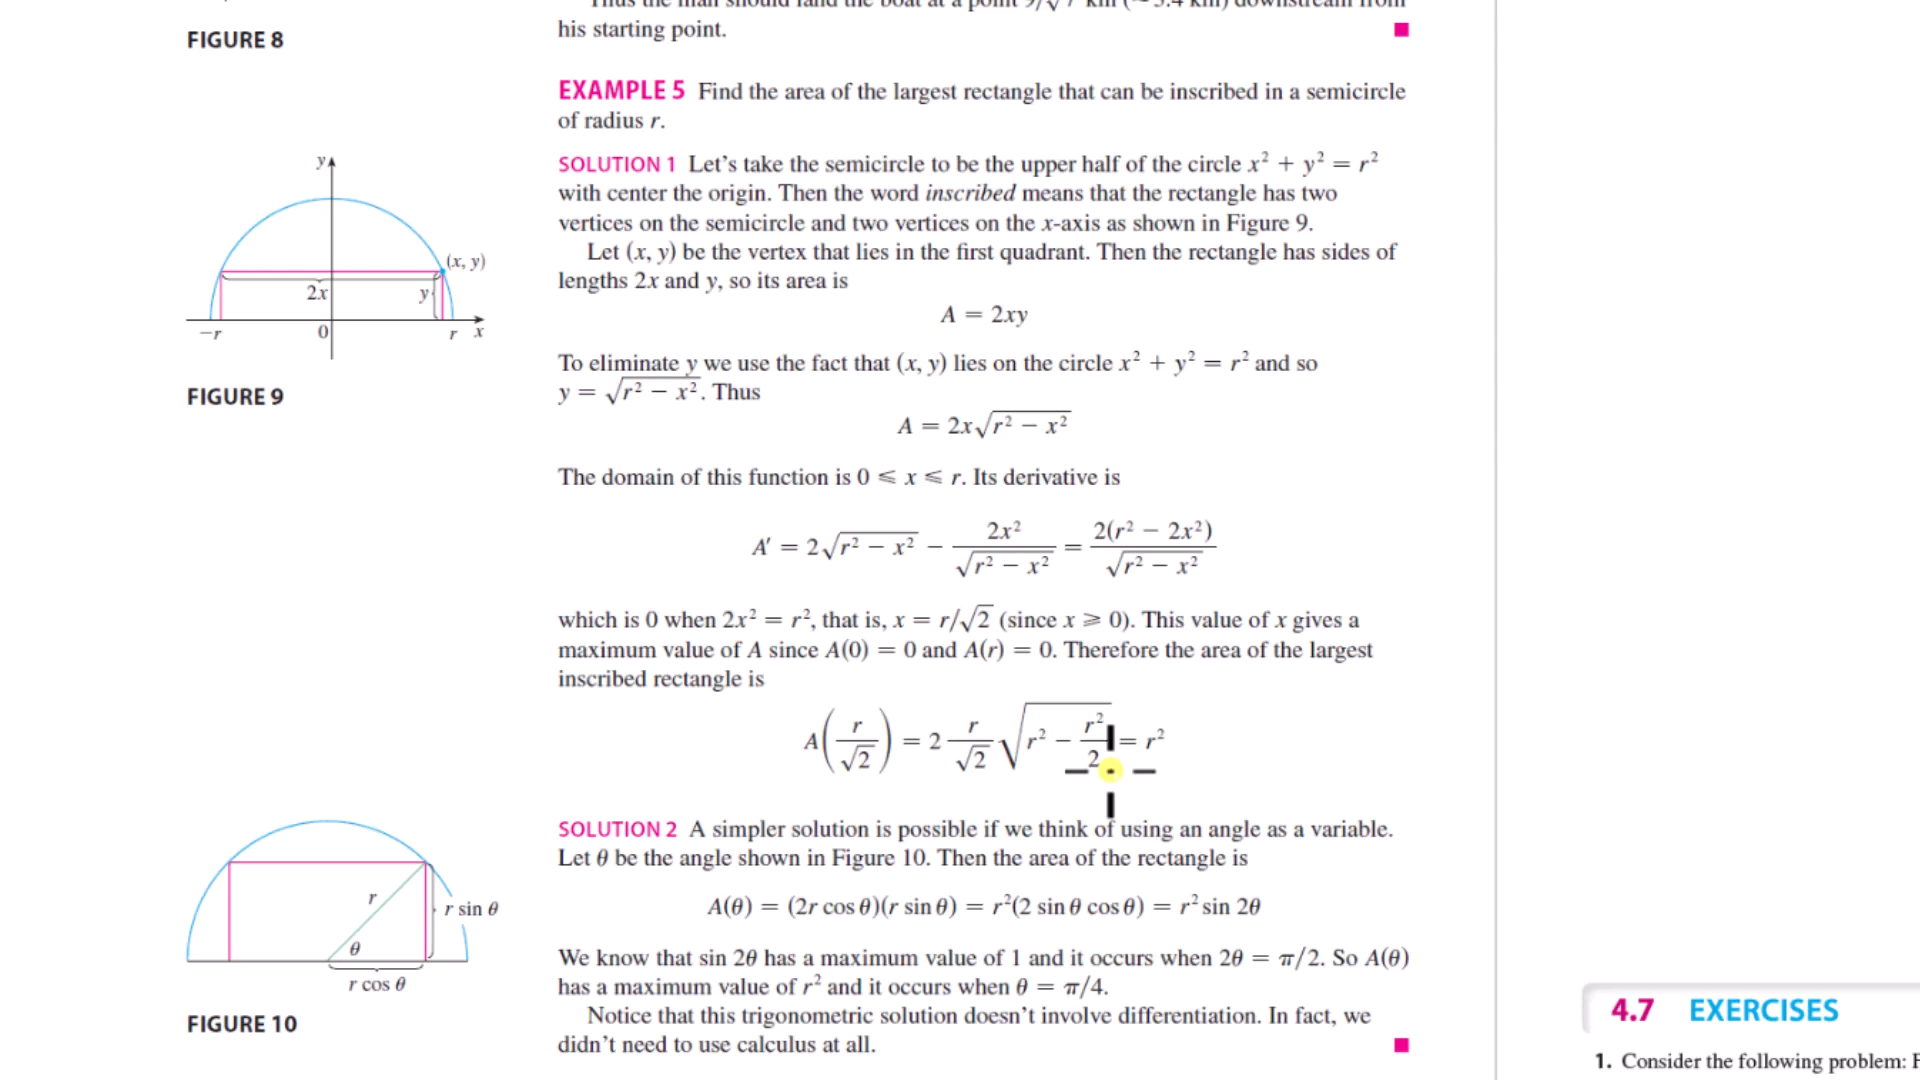 his starting point.
FIGURE 8
EXAMPLE 5 Find the area of the largest rectangle that can be inscribed in a semicircle
of radius r.
SOLUTION 1 Let's take the semicircle to be the upper half of the circle x² + y² = r²
with center the origin. Then the word inscribed means that the rectangle has two
vertices on the semicircle and two vertices on the x-axis as shown in Figure 9.
Let (x, y) be the vertex that lies in the first quadrant. Then the rectangle has sides of
lengths 2x and y, so its area is
A = 2xy
To eliminate y we use the fact that (x, y) lies on the circle x² + y² = r² and so
y = √(r² − x²). Thus
A = 2x√(r² − x²)
The domain of this function is 0 ⩽ x ⩽ r. Its derivative is
A′ = 2√(r² − x²) − 2x²/√(r² − x²) = 2(r² − 2x²)/√(r² − x²)
which is 0 when 2x² = r², that is, x = r/√2 (since x ⩾ 0). This value of x gives a
maximum value of A since A(0) = 0 and A(r) = 0. Therefore the area of the largest
inscribed rectangle is
A(r/√2) = 2 r/√2 √(r² − r²/2) = r²
y
(x, y)
2x
y
−r
0
r
x
FIGURE 9
SOLUTION 2 A simpler solution is possible if we think of using an angle as a variable.
Let θ be the angle shown in Figure 10. Then the area of the rectangle is
A(θ) = (2r cos θ)(r sin θ) = r²(2 sin θ cos θ) = r² sin 2θ
We know that sin 2θ has a maximum value of 1 and it occurs when 2θ = π/2. So A(θ)
has a maximum value of r² and it occurs when θ = π/4.
Notice that this trigonometric solution doesn't involve differentiation. In fact, we
didn't need to use calculus at all.
r
r sin θ
θ
r cos θ
FIGURE 10
4.7 EXERCISES
1. Consider the following problem: